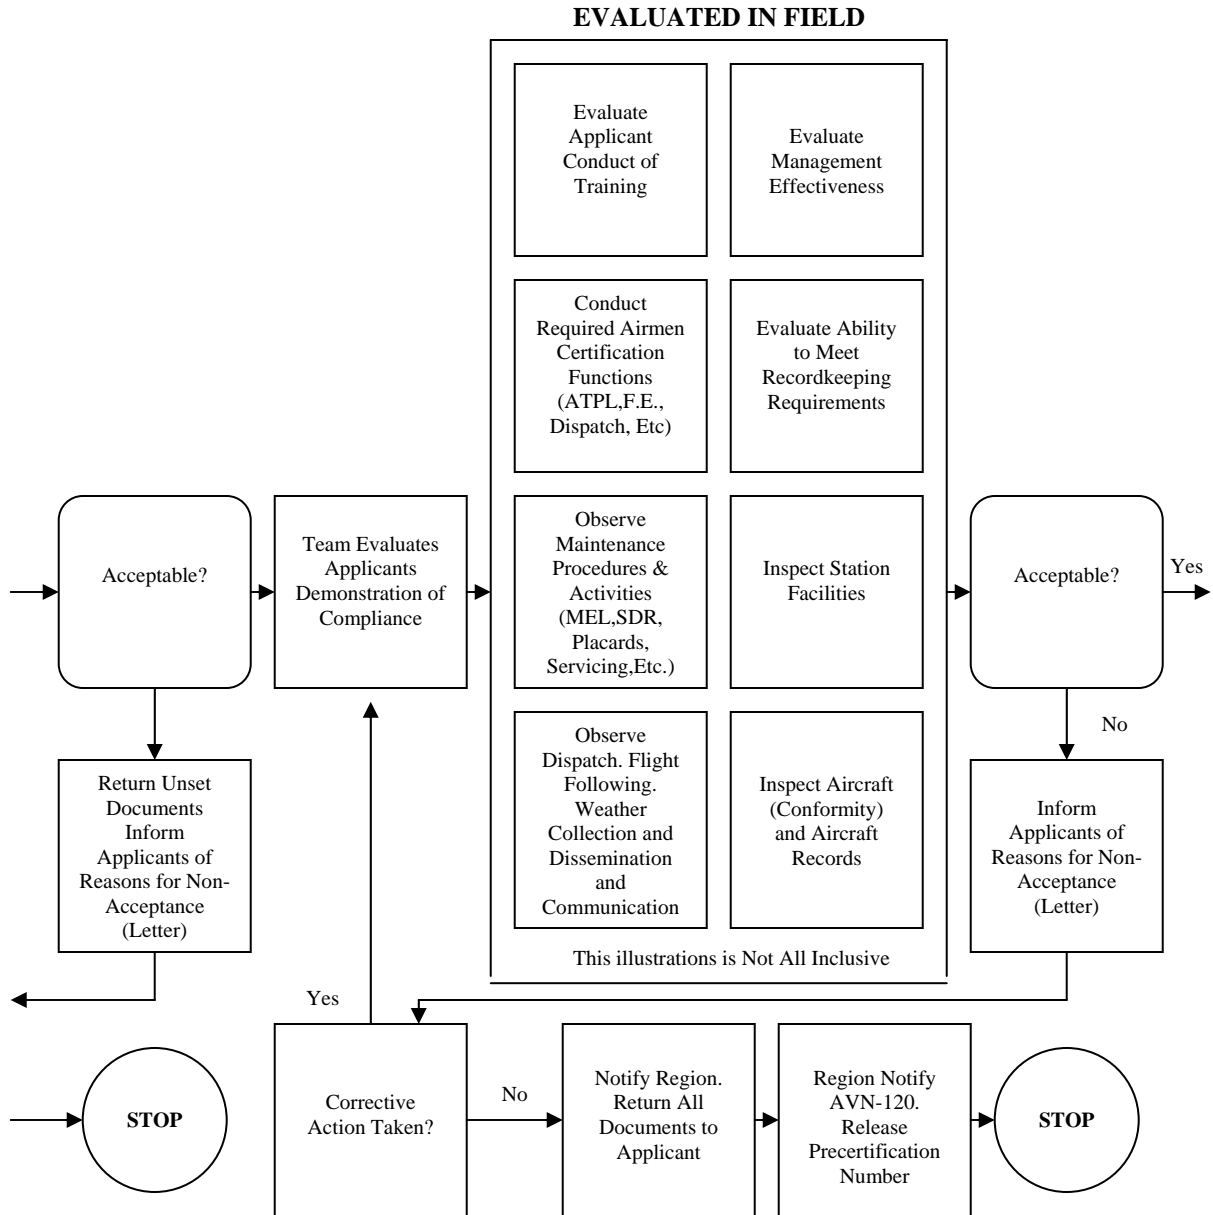 EVALUATED IN FIELD
Evaluate
Applicant
Conduct of
Training
Evaluate
Management
Effectiveness
Conduct
Required Airmen
Certification
Functions
(ATPL,F.E.,
Dispatch, Etc)
Evaluate Ability
to Meet
Recordkeeping
Requirements
Acceptable?
Team Evaluates
Applicants
Demonstration of
Compliance
Observe
Maintenance
Procedures &
Activities
(MEL,SDR,
Placards,
Servicing,Etc.)
Inspect Station
Facilities
Acceptable?
Yes
No
Return Unset
Documents
Inform
Applicants of
Reasons for Non-
Acceptance
(Letter)
Observe
Dispatch. Flight
Following.
Weather
Collection and
Dissemination
and
Communication
Inspect Aircraft
(Conformity)
and Aircraft
Records
Inform
Applicants of
Reasons for Non-
Acceptance
(Letter)
This illustrations is Not All Inclusive
Yes
STOP
Corrective
Action Taken?
No
Notify Region.
Return All
Documents to
Applicant
Region Notify
AVN-120.
Release
Precertification
Number
STOP